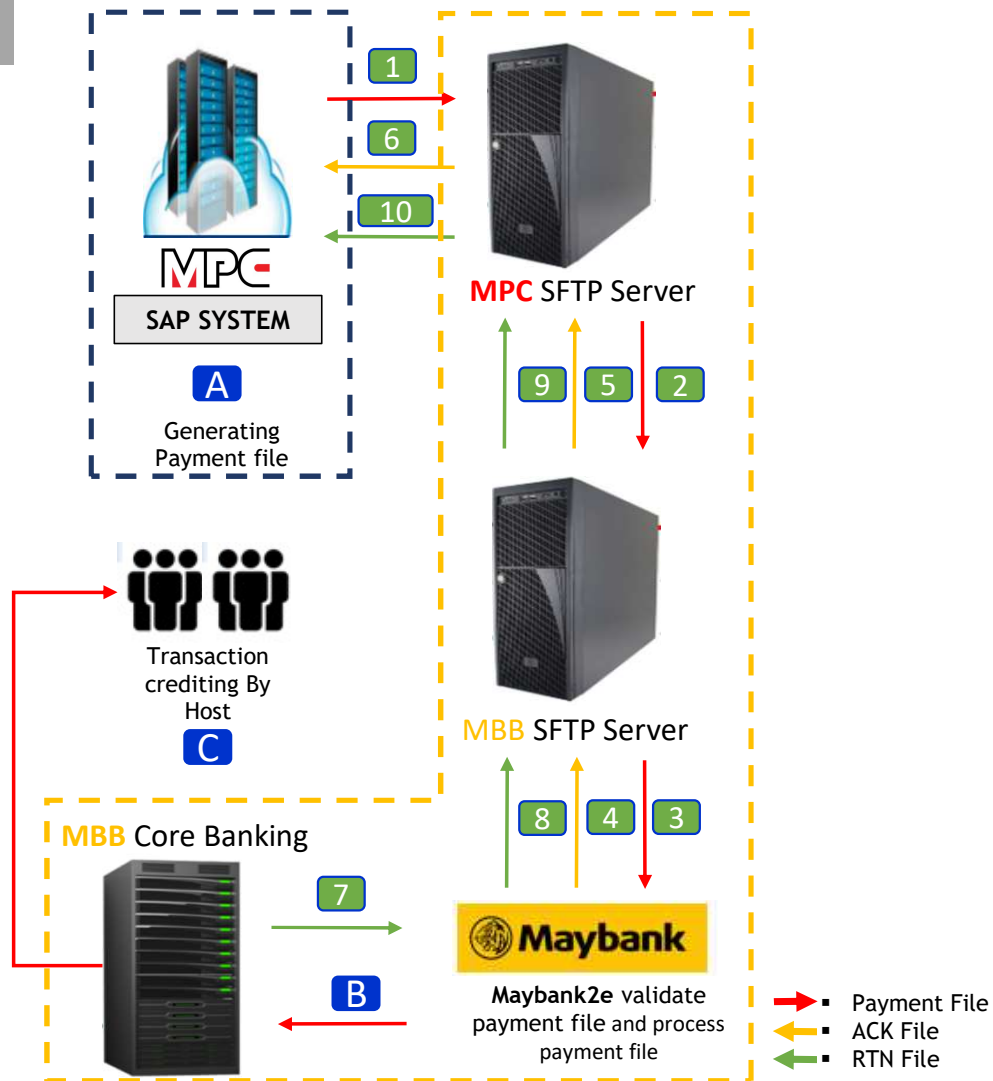 1
6
10
MPC
SAP SYSTEM
A
Generating
Payment file
MPC SFTP Server
9 5 2
Transaction
crediting By
Host
C
MBB SFTP Server
8 4 3
MBB Core Banking
7
B
Maybank
Maybank2e validate
payment file and process
payment file
Payment File
ACK File
RTN File